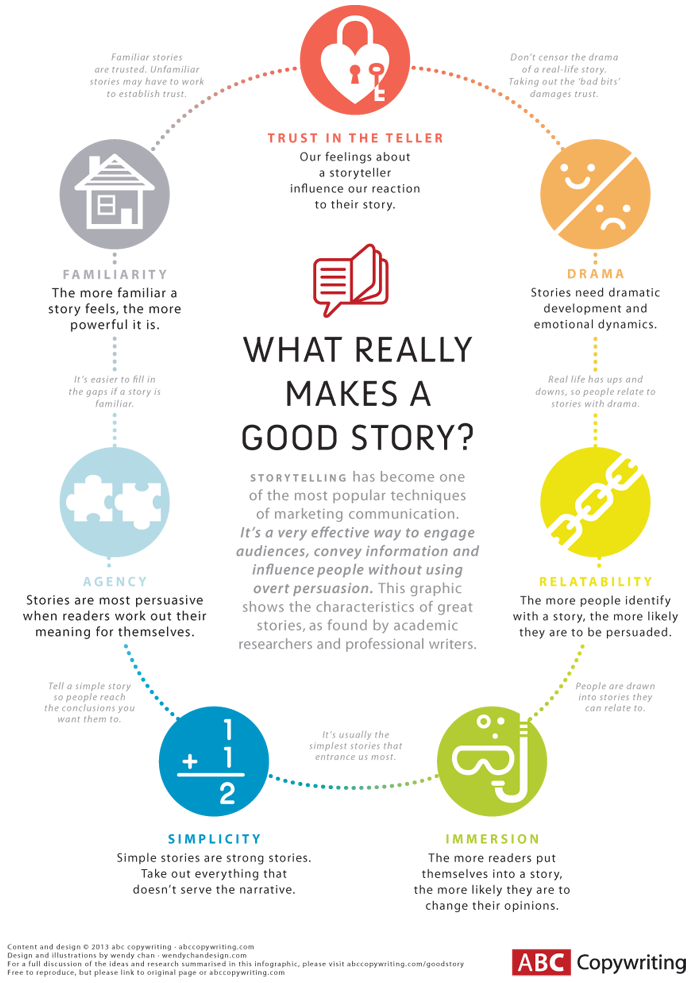 Familiar stories
are trusted. Unfamiliar
stories may have to work
to establish trust.
Don't censor the drama
of a real-life story.
Taking out the 'bad bits'
damages trust.
TRUST IN THE TELLER
Our feelings about
a storyteller
influence our reaction
to their story.
FAMILIARITY
The more familiar a
story feels, the more
powerful it is.
DRAMA
Stories need dramatic
development and
emotional dynamics.
It's easier to fill in
the gaps if a story is
familiar.
Real life has ups and
downs, so people relate to
stories with drama.
WHAT REALLY
MAKES A
GOOD STORY?
STORYTELLING has become one
of the most popular techniques
of marketing communication.
It's a very effective way to engage
audiences, convey information and
influence people without using
overt persuasion. This graphic
shows the characteristics of great
stories, as found by academic
researchers and professional writers.
AGENCY
Stories are most persuasive
when readers work out their
meaning for themselves.
RELATABILITY
The more people identify
with a story, the more likely
they are to be persuaded.
Tell a simple story
so people reach
the conclusions you
want them to.
People are drawn
into stories they
can relate to.
1
+ 1
2
It's usually the
simplest stories that
entrance us most.
SIMPLICITY
Simple stories are strong stories.
Take out everything that
doesn't serve the narrative.
IMMERSION
The more readers put
themselves into a story,
the more likely they are to
change their opinions.
Content and design © 2013 abc copywriting - abccopywriting.com
Design and illustrations by wendy chan - wendychandesign.com
For a full discussion of the ideas and research summarised in this infographic, please visit abccopywriting.com/goodstory
Free to reproduce, but please link to original page or abccopywriting.com
ABC Copywriting